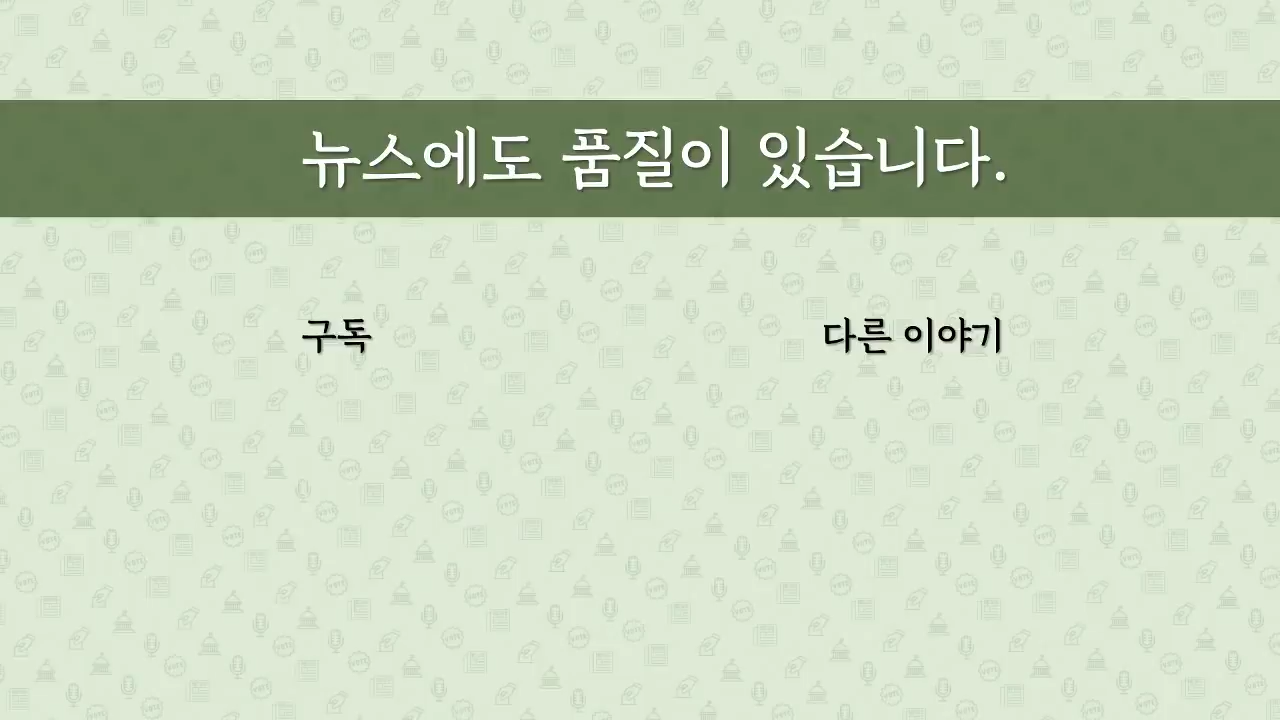 뉴스에도 품질이 있습니다.
구독
다른 이야기